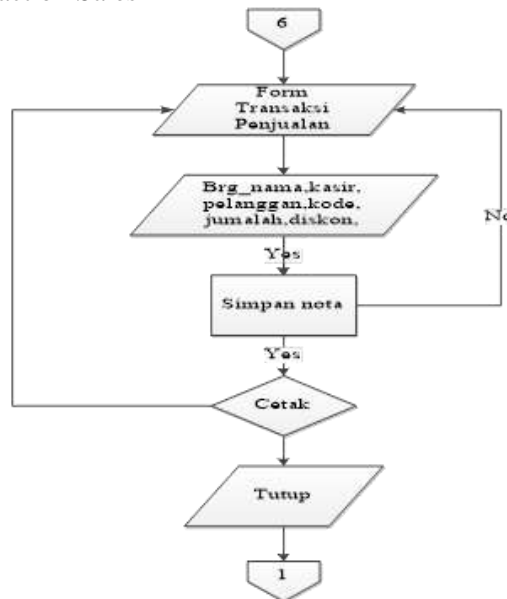 6
Form
Transaksi
Penjualan
Brg_nama,kasir,
pelanggan,kode,
jumalah,diskon,
Yes
No
Simpan nota
Yes
Cetak
Tutup
1